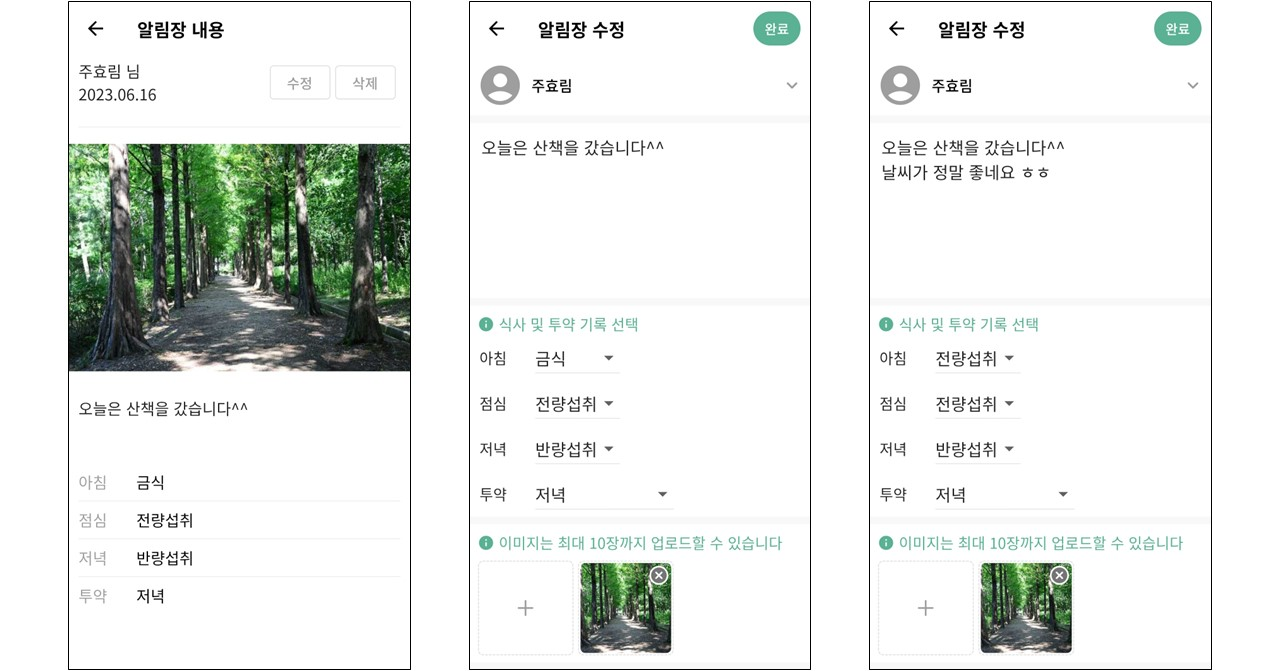 알림장 내용
주효림 님
2023.06.16
수정 삭제
오늘은 산책을 갔습니다^^
아침 금식
점심 전량섭취
저녁 반량섭취
투약 저녁
알림장 수정 완료
주효림
오늘은 산책을 갔습니다^^
식사 및 투약 기록 선택
아침 금식
점심 전량섭취
저녁 반량섭취
투약 저녁
이미지는 최대 10장까지 업로드할 수 있습니다
알림장 수정 완료
주효림
오늘은 산책을 갔습니다^^
날씨가 정말 좋네요 ㅎㅎ
식사 및 투약 기록 선택
아침 전량섭취
점심 전량섭취
저녁 반량섭취
투약 저녁
이미지는 최대 10장까지 업로드할 수 있습니다